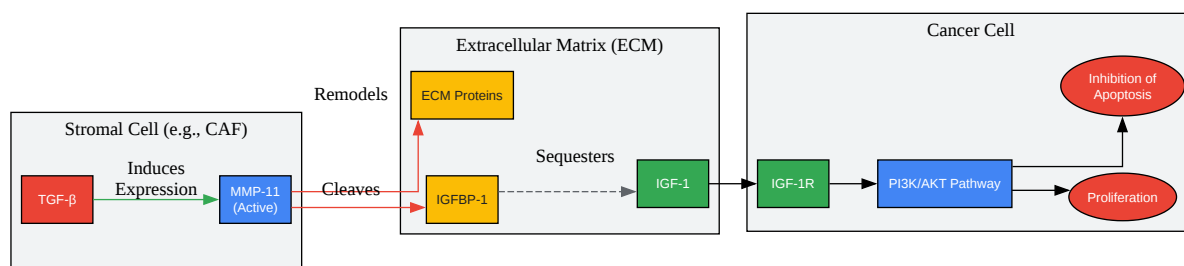 Stromal Cell (e.g., CAF)
TGF-β
Induces
Expression
MMP-11
(Active)
Remodels
Cleaves
Extracellular Matrix (ECM)
ECM Proteins
IGFBP-1
Sequesters
IGF-1
Cancer Cell
IGF-1R
PI3K/AKT Pathway
Inhibition of
Apoptosis
Proliferation